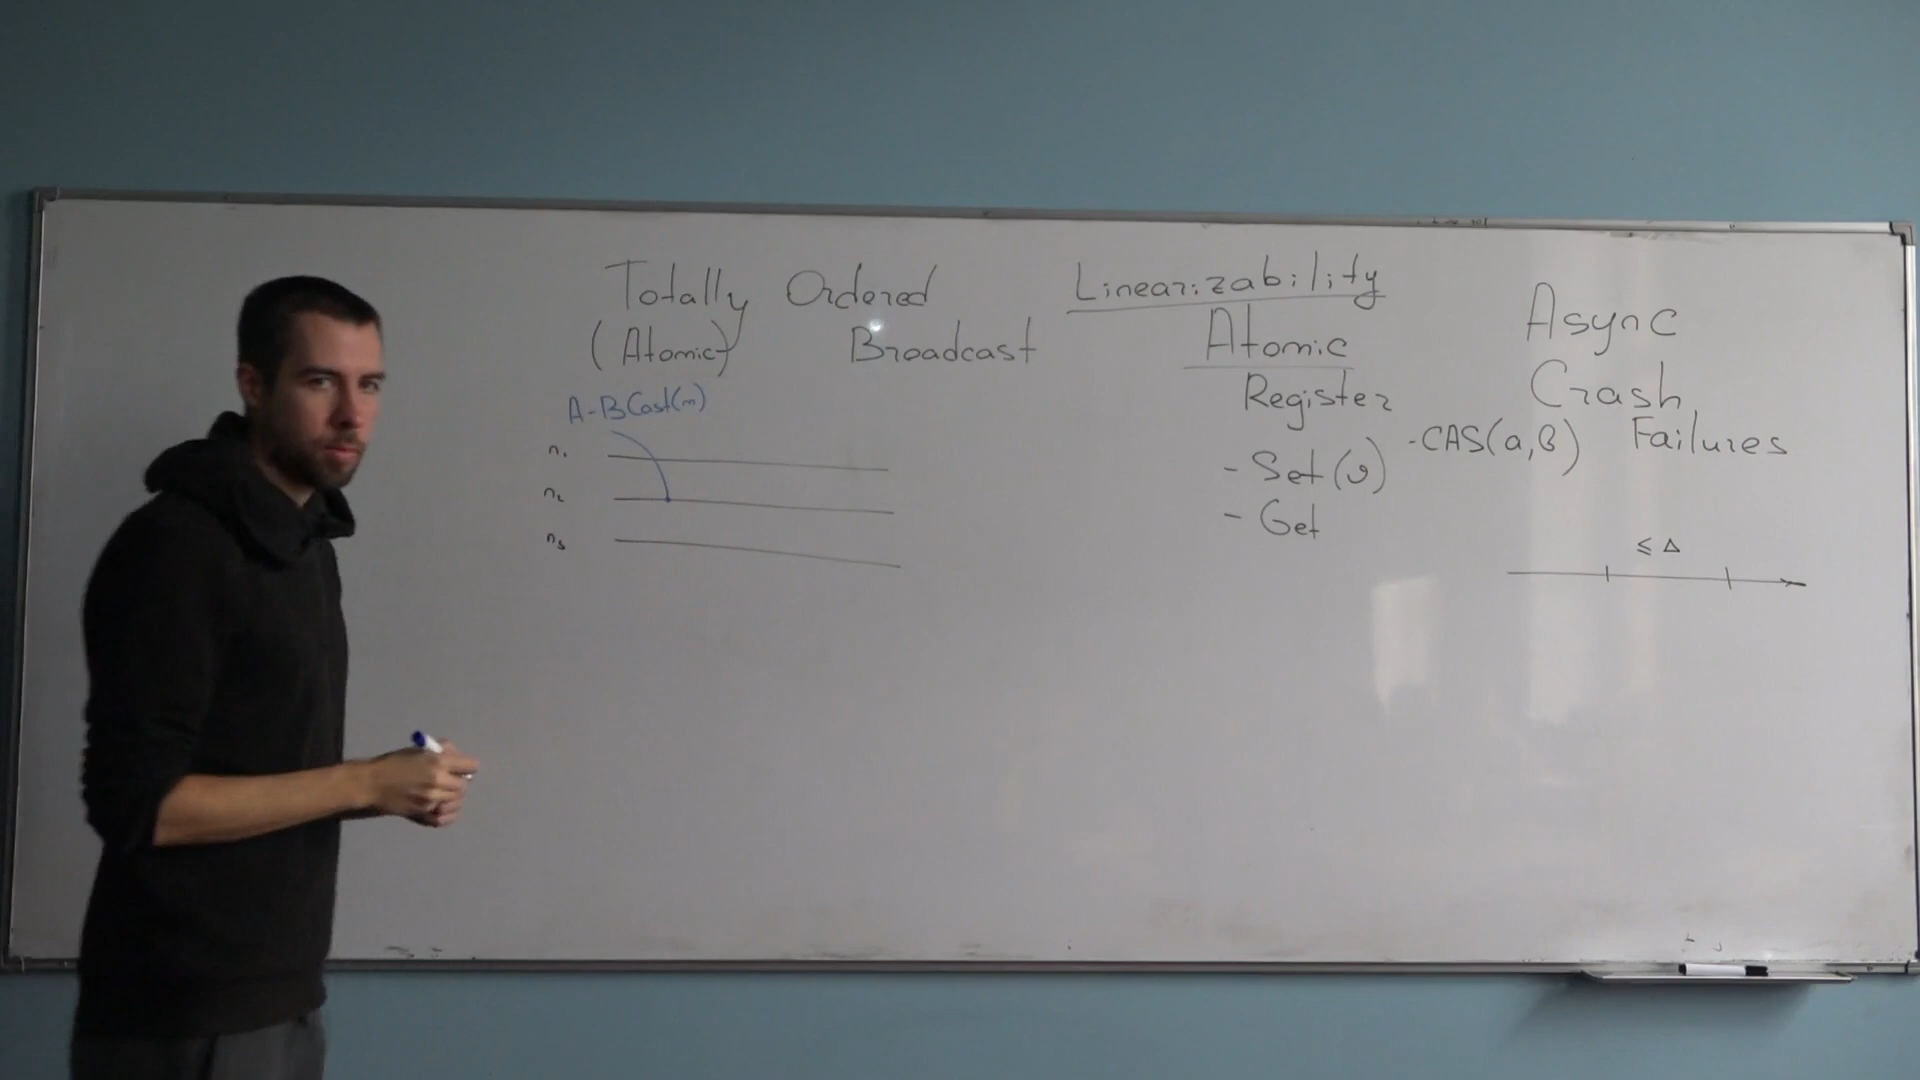 Totally Ordered
(Atomic) Broadcast
A-BCast(m)
n₁
n₂
n₃
Linearizability
Atomic
Register
- Set(v)
- Get
- CAS(a,B)
Async
Crash
Failures
≤ Δ